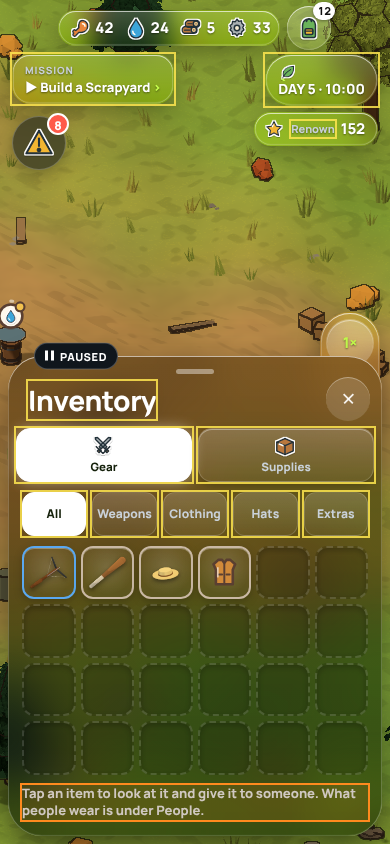 42 24 5 33 12
MISSION
▶ Build a Scrapyard ›
DAY 5 · 10:00
8
Renown 152
1×
PAUSED
Inventory
Gear
Supplies
All
Weapons
Clothing
Hats
Extras
Tap an item to look at it and give it to someone. What
people wear is under People.